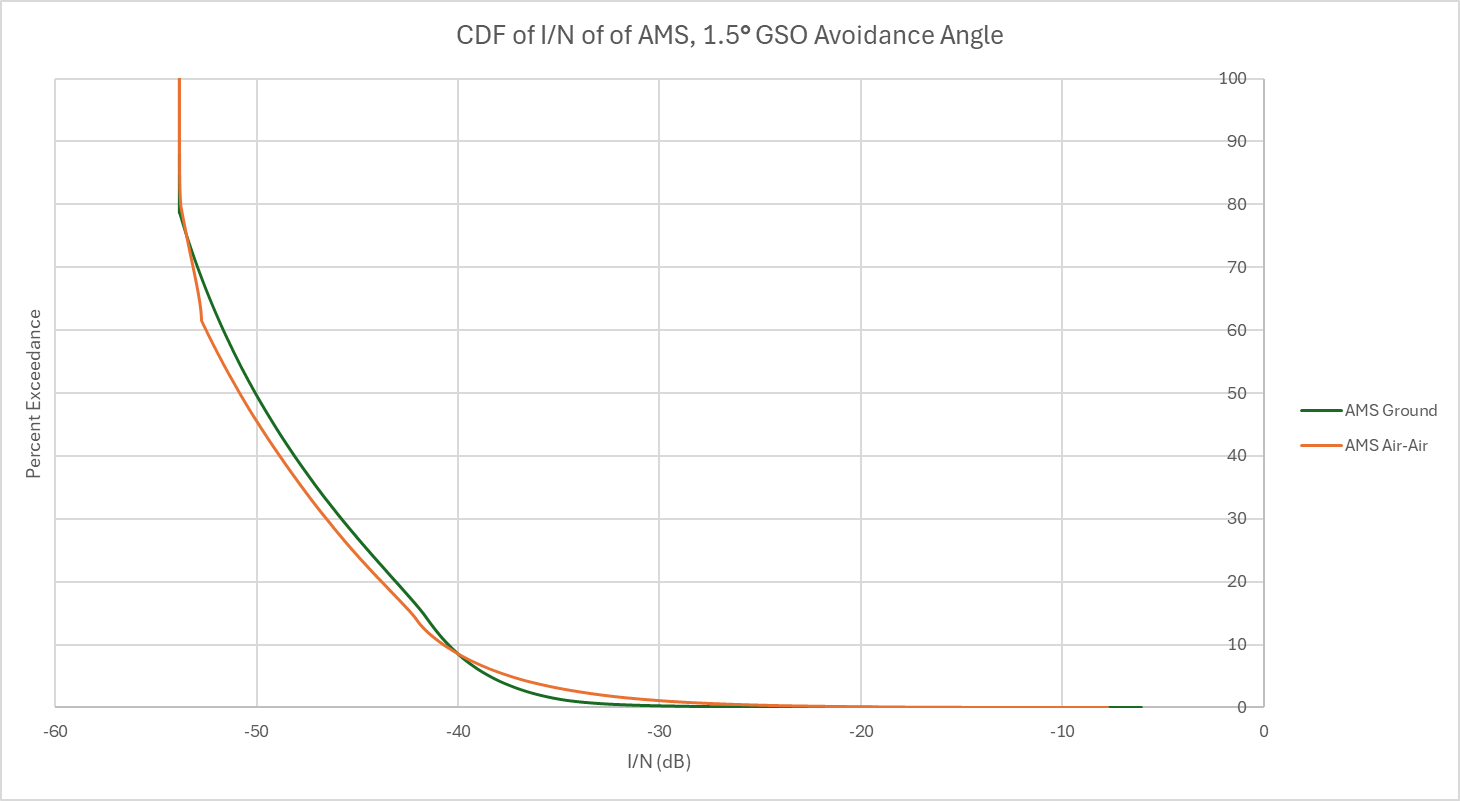 CDF of I/N of of AMS, 1.5° GSO Avoidance Angle
100
90
80
70
60
50
40
30
20
10
0
Percent Exceedance
AMS Ground
AMS Air-Air
-60 -50 -40 -30 -20 -10 0
I/N (dB)